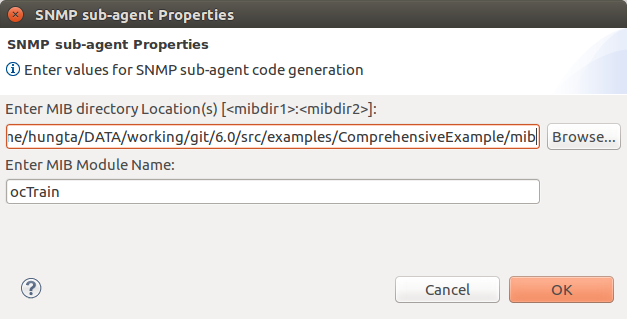 SNMP sub-agent Properties
SNMP sub-agent Properties
Enter values for SNMP sub-agent code generation
Enter MIB directory Location(s) [<mibdir1>:<mibdir2>]:
ne/hungta/DATA/working/git/6.0/src/examples/ComprehensiveExample/mib
Browse...
Enter MIB Module Name:
ocTrain
Cancel
OK